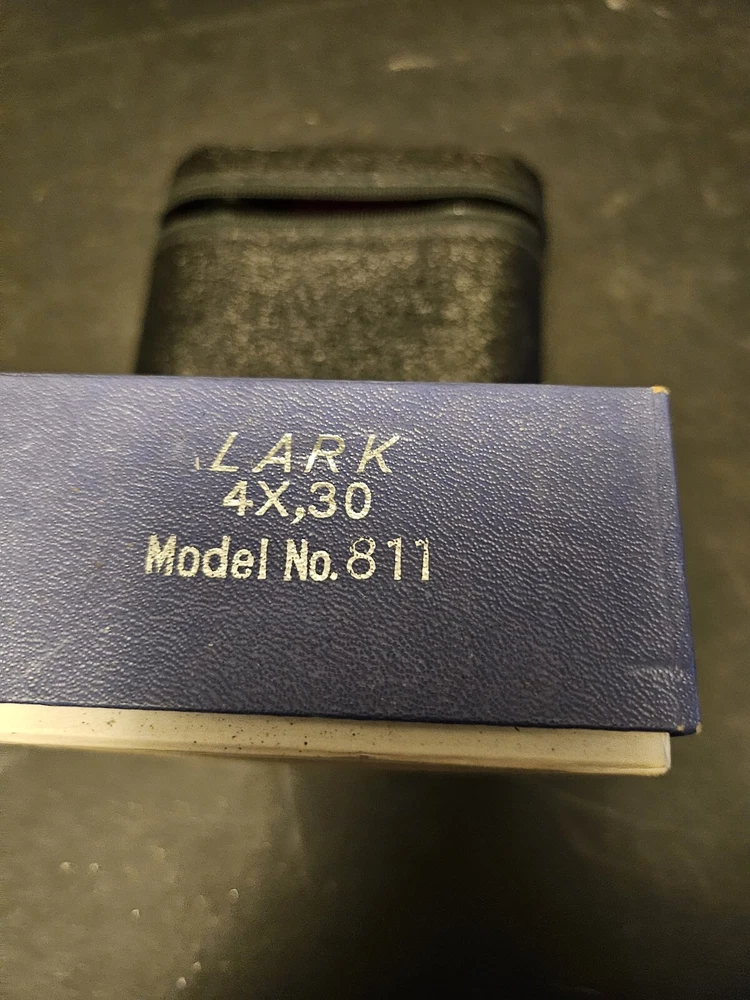 LARK
4X,30
Model No. 811